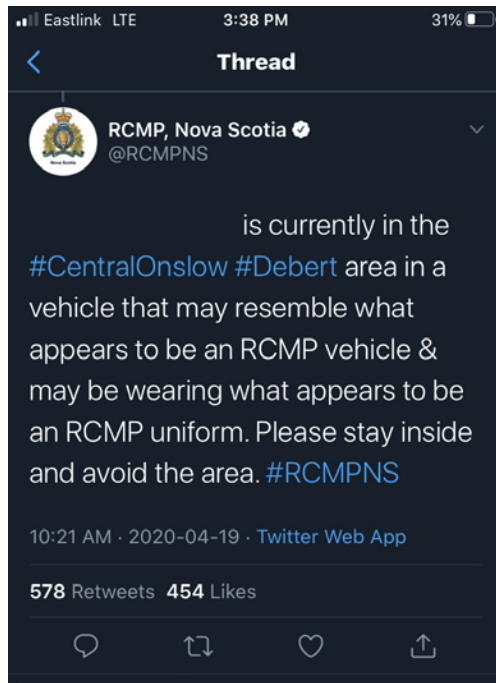 Eastlink LTE 3:38 PM 31%
Thread
RCMP, Nova Scotia
@RCMPNS
is currently in the
#CentralOnslow #Debert area in a
vehicle that may resemble what
appears to be an RCMP vehicle &
may be wearing what appears to be
an RCMP uniform. Please stay inside
and avoid the area. #RCMPNS
10:21 AM · 2020-04-19 · Twitter Web App
578 Retweets 454 Likes